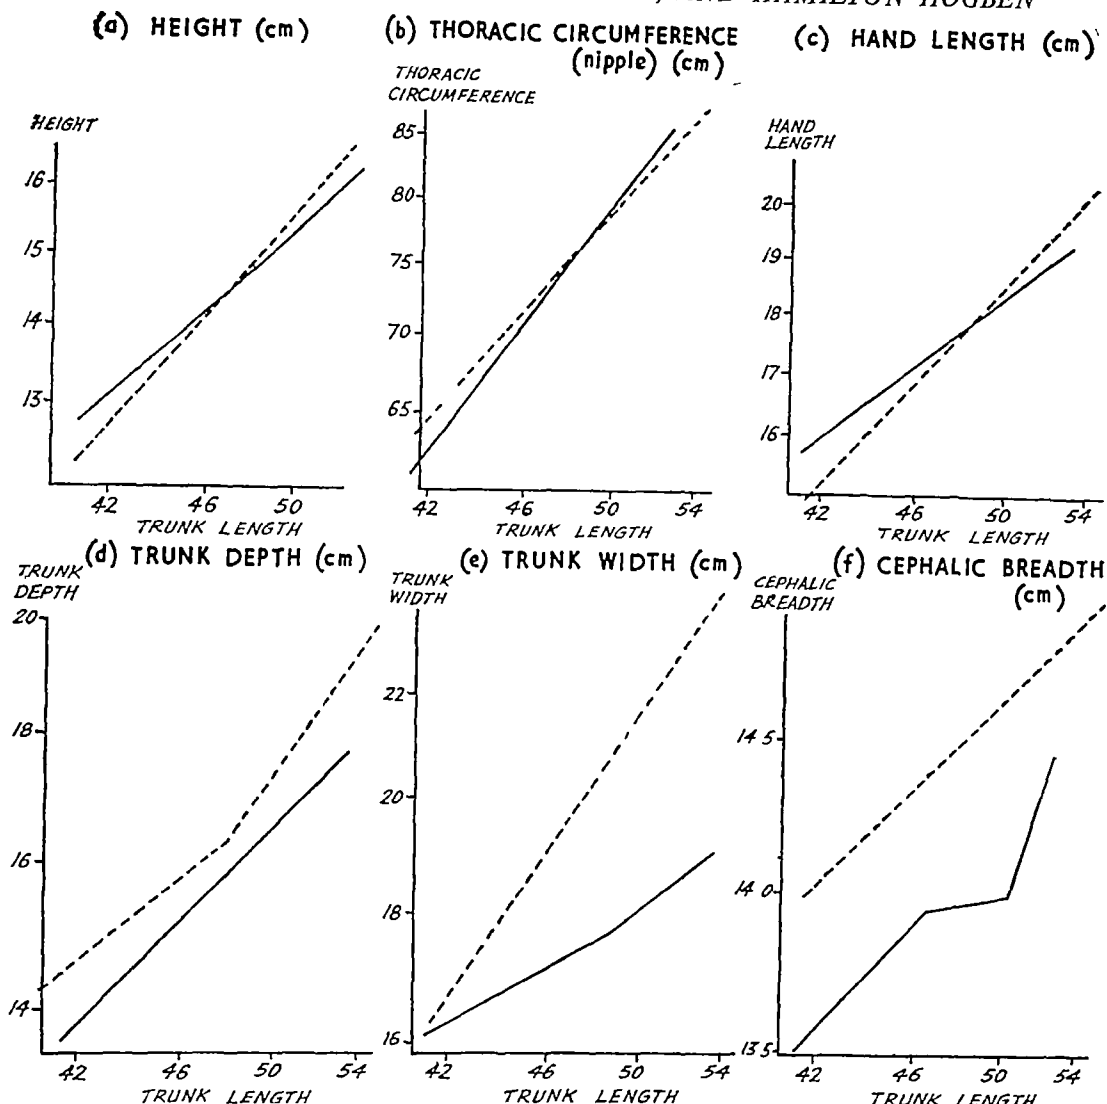 AND HAMILTON HOGBEN
(a) HEIGHT (cm)
(b) THORACIC CIRCUMFERENCE
(nipple) (cm)
(c) HAND LENGTH (cm)
HEIGHT
16
15
14
13
42 46 50
TRUNK LENGTH
THORACIC
CIRCUMFERENCE
85
80
75
70
65
42 46 50 54
TRUNK LENGTH
HAND
LENGTH
20
19
18
17
16
42 46 50 54
TRUNK LENGTH
(d) TRUNK DEPTH (cm)
TRUNK
DEPTH
20
18
16
14
42 46 50 54
TRUNK LENGTH
(e) TRUNK WIDTH (cm)
TRUNK
WIDTH
22
20
18
16
42 46 50 54
TRUNK LENGTH
(f) CEPHALIC BREADTH
(cm)
CEPHALIC
BREADTH
14 5
14 0
13 5
42 46 50 54
TRUNK LENGTH